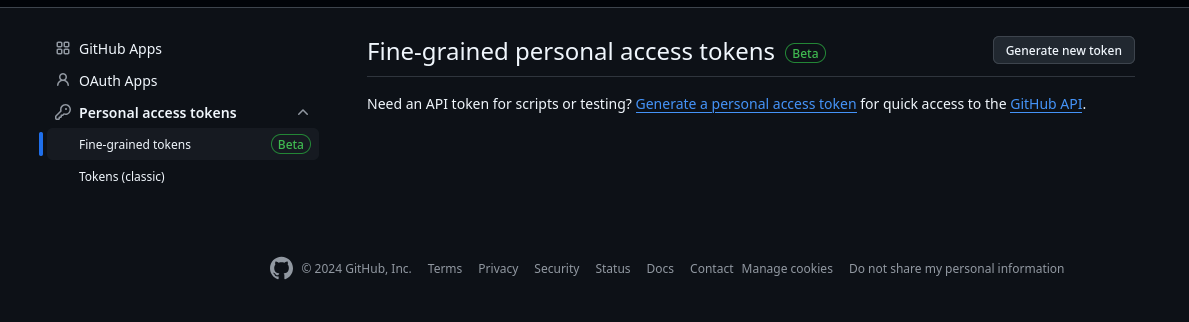 GitHub Apps
OAuth Apps
Personal access tokens
Fine-grained tokens Beta
Tokens (classic)
Fine-grained personal access tokens Beta
Generate new token
Need an API token for scripts or testing? Generate a personal access token for quick access to the GitHub API.
© 2024 GitHub, Inc. Terms Privacy Security Status Docs Contact Manage cookies Do not share my personal information